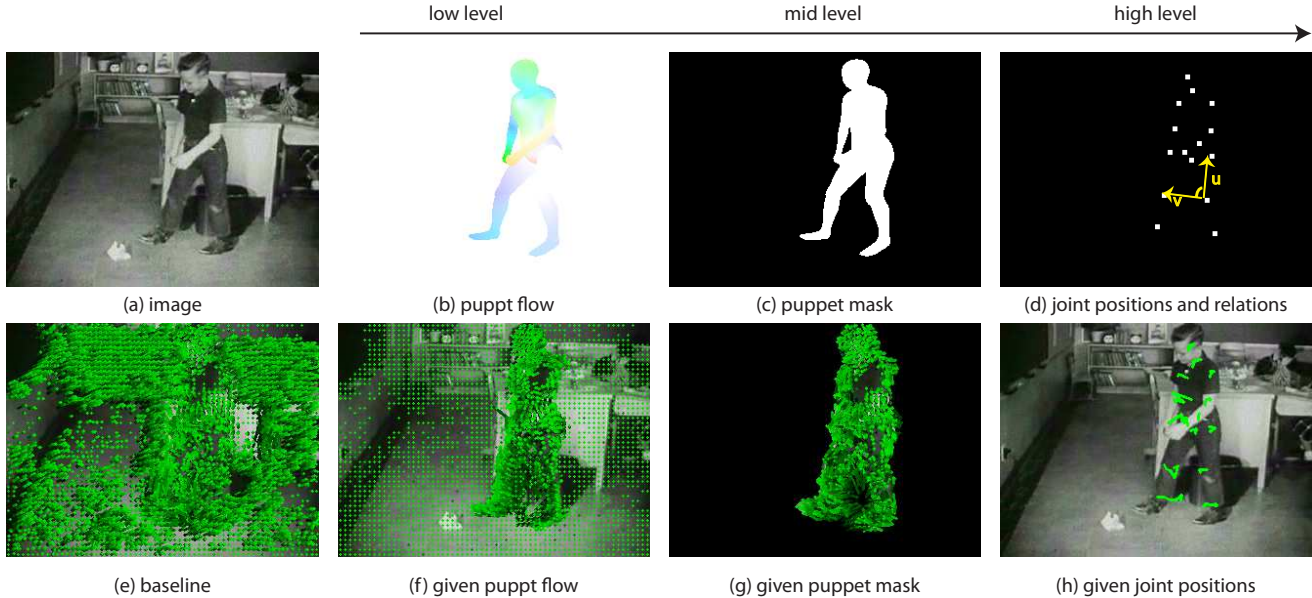 low level
mid level
high level
(a) image
(b) puppt flow
(c) puppet mask
u
v
(d) joint positions and relations
(e) baseline
(f) given puppt flow
(g) given puppet mask
(h) given joint positions